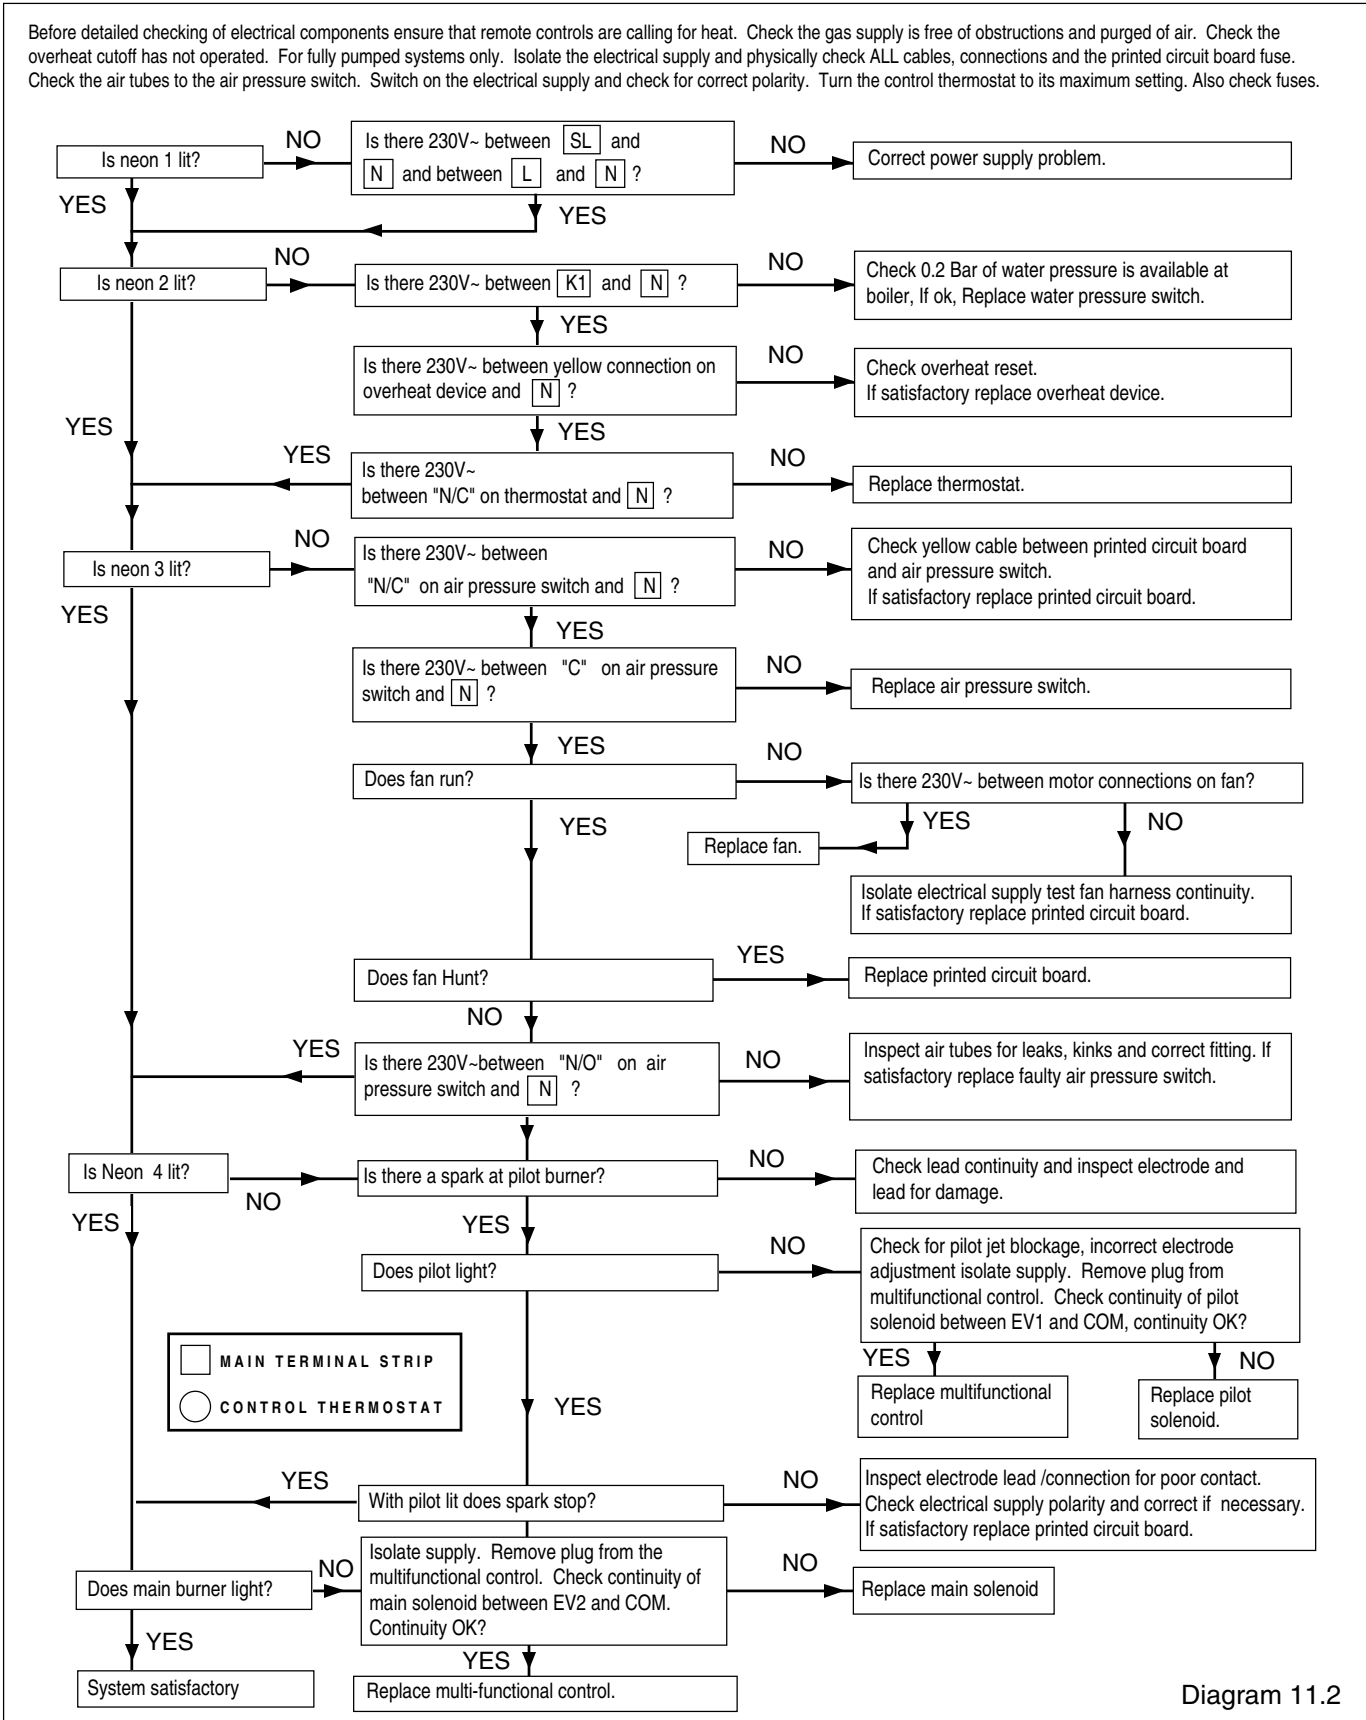 Before detailed checking of electrical components ensure that remote controls are calling for heat. Check the gas supply is free of obstructions and purged of air. Check the
overheat cutoff has not operated. For fully pumped systems only. Isolate the electrical supply and physically check ALL cables, connections and the printed circuit board fuse.
Check the air tubes to the air pressure switch. Switch on the electrical supply and check for correct polarity. Turn the control thermostat to its maximum setting. Also check fuses.
Is neon 1 lit?
NO
Is there 230V~ between SL and
N and between L and N ?
NO
Correct power supply problem.
YES
YES
Is neon 2 lit?
NO
Is there 230V~ between K1 and N ?
NO
Check 0.2 Bar of water pressure is available at
boiler, If ok, Replace water pressure switch.
YES
Is there 230V~ between yellow connection on
overheat device and N ?
NO
Check overheat reset.
If satisfactory replace overheat device.
YES
YES
YES
Is there 230V~
between "N/C" on thermostat and N ?
NO
Replace thermostat.
Is neon 3 lit?
NO
Is there 230V~ between
"N/C" on air pressure switch and N ?
NO
Check yellow cable between printed circuit board
and air pressure switch.
If satisfactory replace printed circuit board.
YES
YES
Is there 230V~ between "C" on air pressure
switch and N ?
NO
Replace air pressure switch.
YES
Does fan run?
NO
Is there 230V~ between motor connections on fan?
YES
YES
NO
Replace fan.
Isolate electrical supply test fan harness continuity.
If satisfactory replace printed circuit board.
Does fan Hunt?
YES
Replace printed circuit board.
NO
YES
Is there 230V~between "N/O" on air
pressure switch and N ?
NO
Inspect air tubes for leaks, kinks and correct fitting. If
satisfactory replace faulty air pressure switch.
Is Neon 4 lit?
NO
Is there a spark at pilot burner?
NO
Check lead continuity and inspect electrode and
lead for damage.
YES
YES
Does pilot light?
NO
Check for pilot jet blockage, incorrect electrode
adjustment isolate supply. Remove plug from
multifunctional control. Check continuity of pilot
solenoid between EV1 and COM, continuity OK?
YES
NO
Replace multifunctional
control
Replace pilot
solenoid.
MAIN TERMINAL STRIP
CONTROL THERMOSTAT
YES
YES
With pilot lit does spark stop?
NO
Inspect electrode lead /connection for poor contact.
Check electrical supply polarity and correct if necessary.
If satisfactory replace printed circuit board.
Does main burner light?
NO
Isolate supply. Remove plug from the
multifunctional control. Check continuity of
main solenoid between EV2 and COM.
Continuity OK?
NO
Replace main solenoid
YES
YES
System satisfactory
Replace multi-functional control.
Diagram 11.2